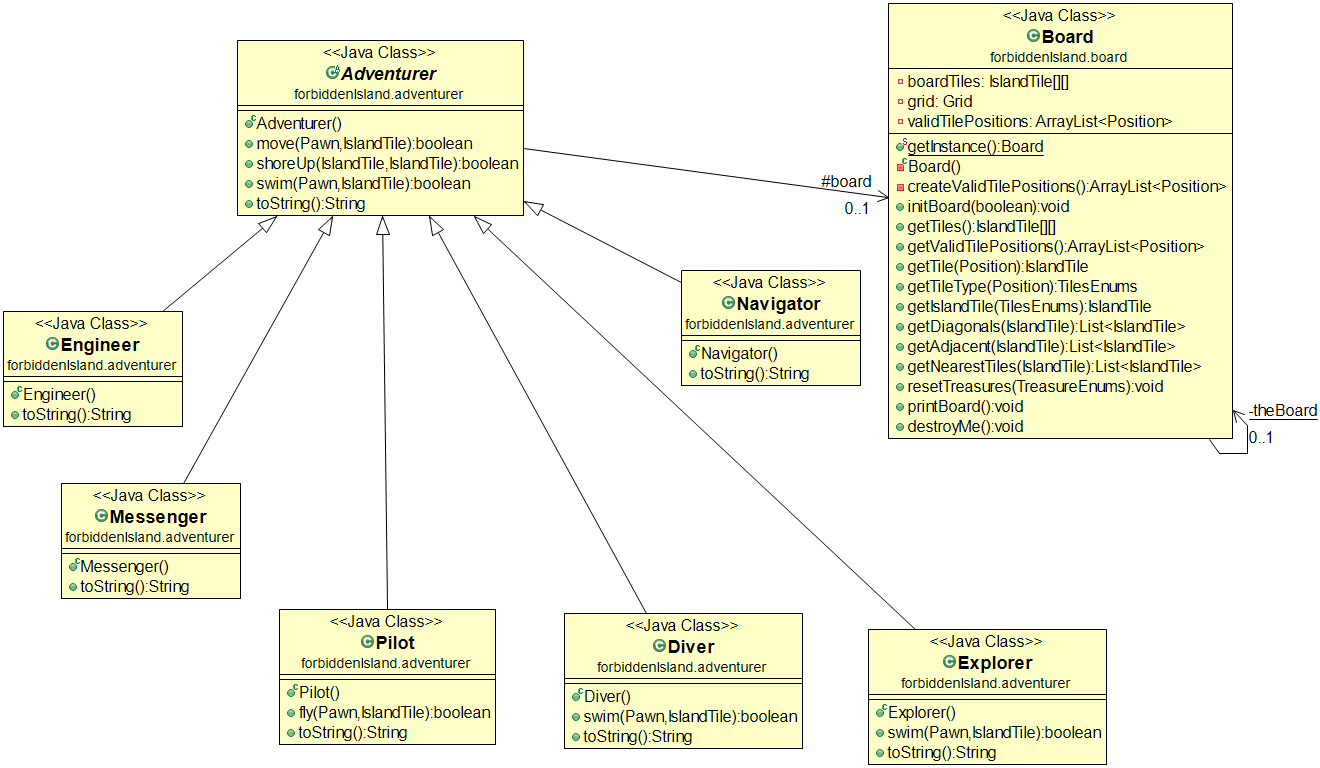 <<Java Class>>
Adventurer
forbiddenIsland.adventurer
Adventurer()
move(Pawn,IslandTile):boolean
shoreUp(IslandTile,IslandTile):boolean
swim(Pawn,IslandTile):boolean
toString():String
<<Java Class>>
Board
forbiddenIsland.board
boardTiles: IslandTile[][]
grid: Grid
validTilePositions: ArrayList<Position>
getInstance():Board
Board()
createValidTilePositions():ArrayList<Position>
initBoard(boolean):void
getTiles():IslandTile[][]
getValidTilePositions():ArrayList<Position>
getTile(Position):IslandTile
getTileType(Position):TilesEnums
getIslandTile(TilesEnums):IslandTile
getDiagonals(IslandTile):List<IslandTile>
getAdjacent(IslandTile):List<IslandTile>
getNearestTiles(IslandTile):List<IslandTile>
resetTreasures(TreasureEnums):void
printBoard():void
destroyMe():void
#board
0..1
-theBoard
0..1
<<Java Class>>
Navigator
forbiddenIsland.adventurer
Navigator()
toString():String
<<Java Class>>
Engineer
forbiddenIsland.adventurer
Engineer()
toString():String
<<Java Class>>
Messenger
forbiddenIsland.adventurer
Messenger()
toString():String
<<Java Class>>
Pilot
forbiddenIsland.adventurer
Pilot()
fly(Pawn,IslandTile):boolean
toString():String
<<Java Class>>
Diver
forbiddenIsland.adventurer
Diver()
swim(Pawn,IslandTile):boolean
toString():String
<<Java Class>>
Explorer
forbiddenIsland.adventurer
Explorer()
swim(Pawn,IslandTile):boolean
toString():String